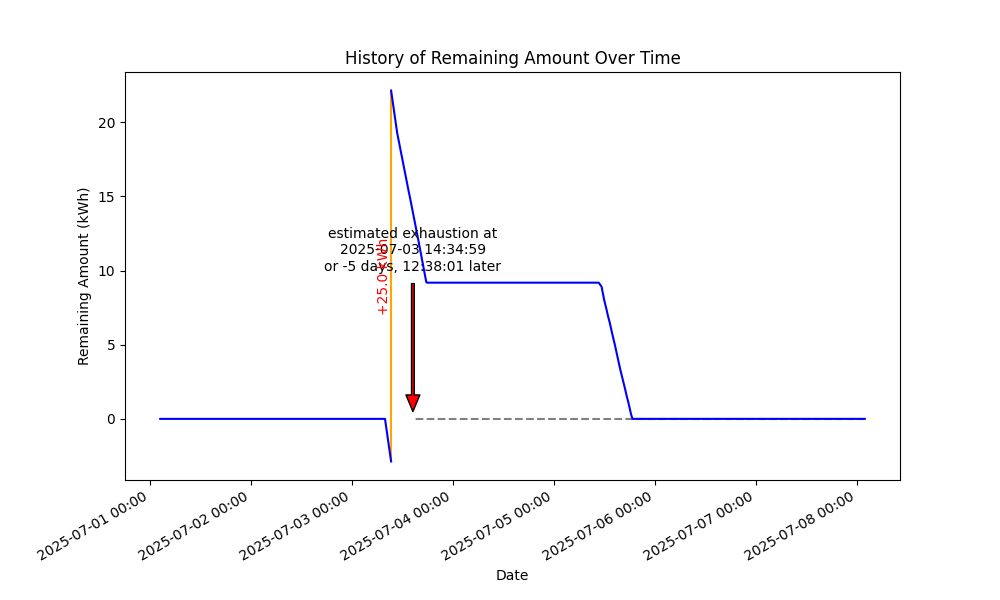 History of Remaining Amount Over Time
Remaining Amount (kWh)
20
15
10
5
0
estimated exhaustion at
2025-07-03 14:34:59
or -5 days, 12:38:01 later
+25.0 kWh
2025-07-01 00:00
2025-07-02 00:00
2025-07-03 00:00
2025-07-04 00:00
2025-07-05 00:00
2025-07-06 00:00
2025-07-07 00:00
2025-07-08 00:00
Date